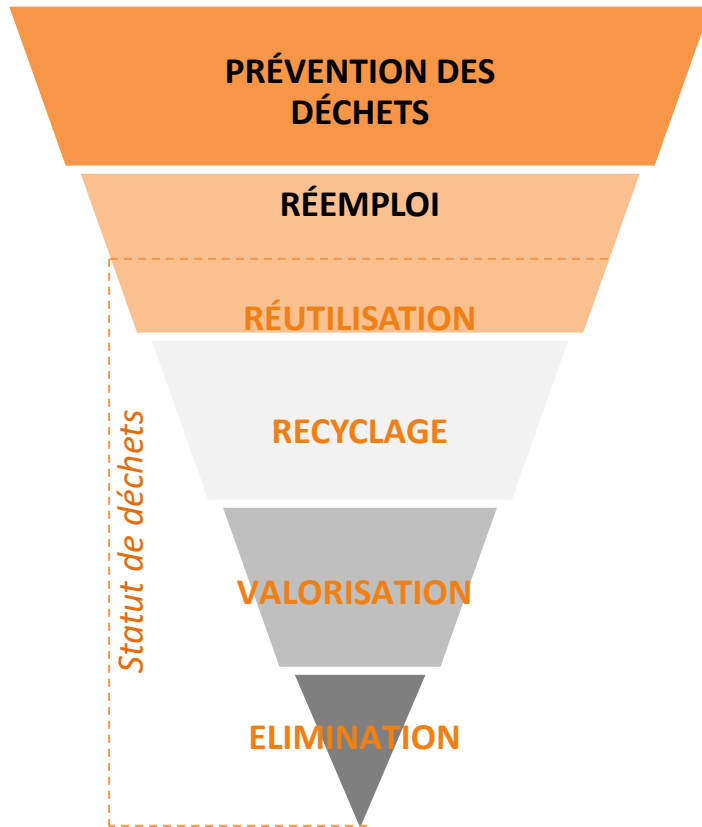 PRÉVENTION DES
DÉCHETS
RÉEMPLOI
RÉUTILISATION
RECYCLAGE
Statut de déchets
VALORISATION
ELIMINATION